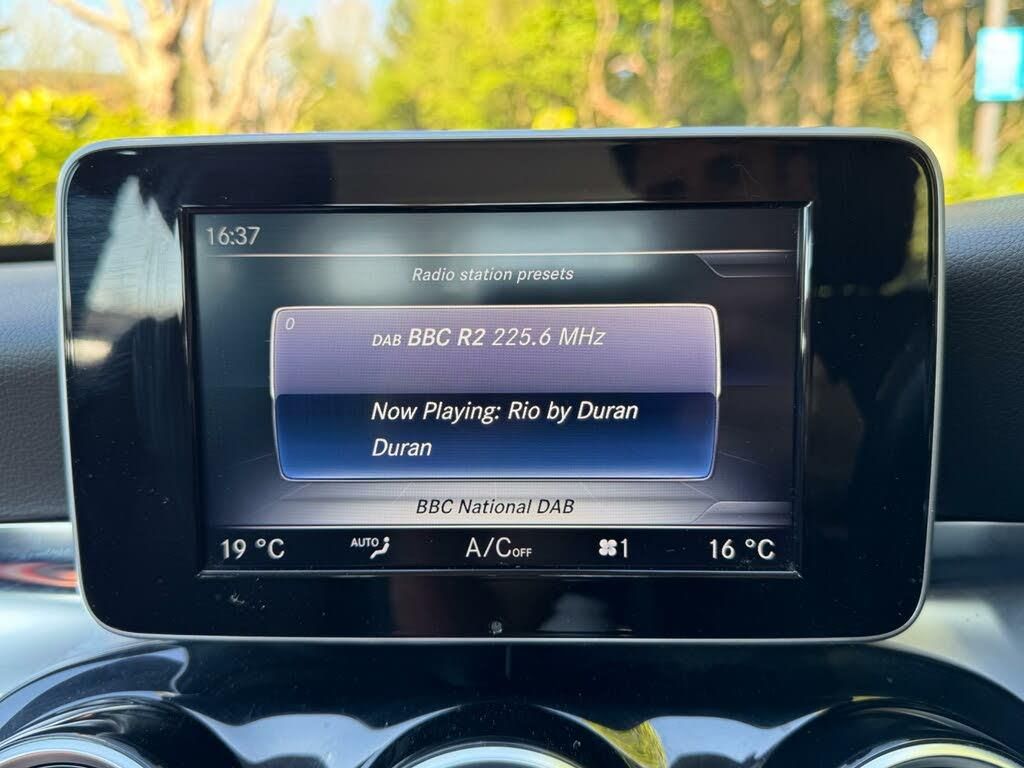 16:37
Radio station presets
0
DAB BBC R2 225.6 MHz
Now Playing: Rio by Duran
Duran
BBC National DAB
19 °C AUTO A/C OFF 1 16 °C